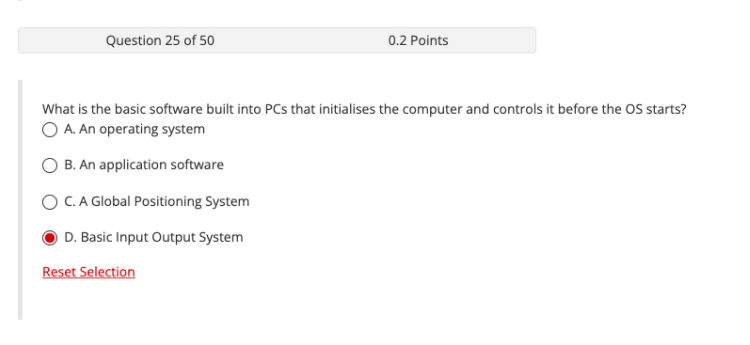 Question 25 of 50
0.2 Points
What is the basic software built into PCs that initialises the computer and controls it before the OS starts?
A. An operating system
B. An application software
C. A Global Positioning System
D. Basic Input Output System
Reset Selection